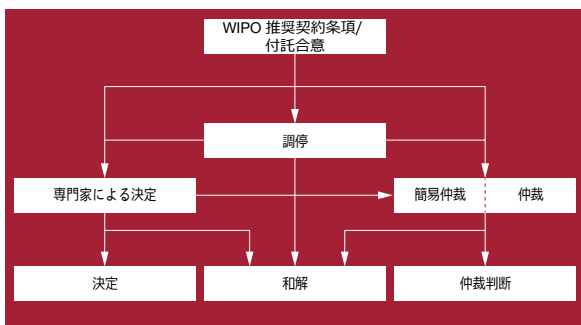 WIPO 推奨契約条項/
付託合意
調停
専門家による決定
簡易仲裁
仲裁
決定
和解
仲裁判断